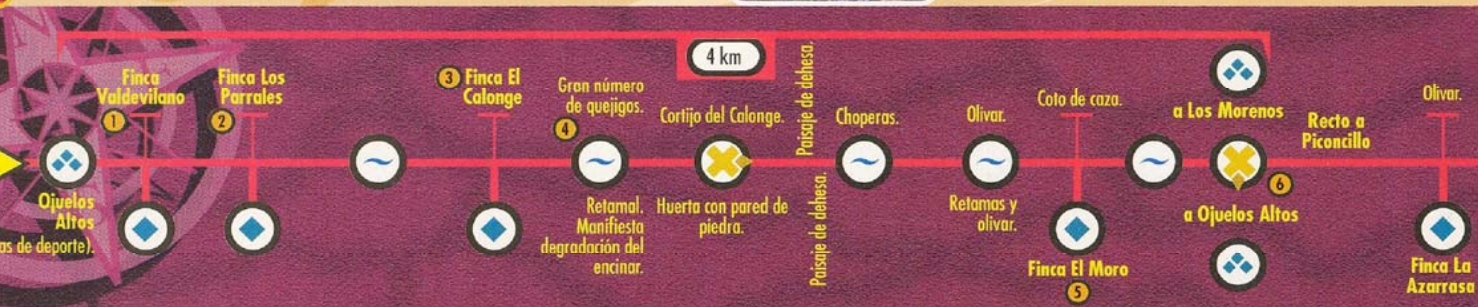 4 km
Finca
Valdevilano
1
Finca Los
Parrales
2
3 Finca El
Calonge
Gran número
de quejigos.
4
Cortijo del Calonge.
Paisaje de dehesa.
Choperas.
Olivar.
Coto de caza.
a Los Morenos
Recto a
Piconcillo
Olivar.
Ojuelos
Altos
as de deporte).
Retamal.
Manifiesta
degradación del
encinar.
Huerta con pared de
piedra.
Paisaje de dehesa.
Retamas y
olivar.
Finca El Moro
5
6
a Ojuelos Altos
Finca La
Azarrasa